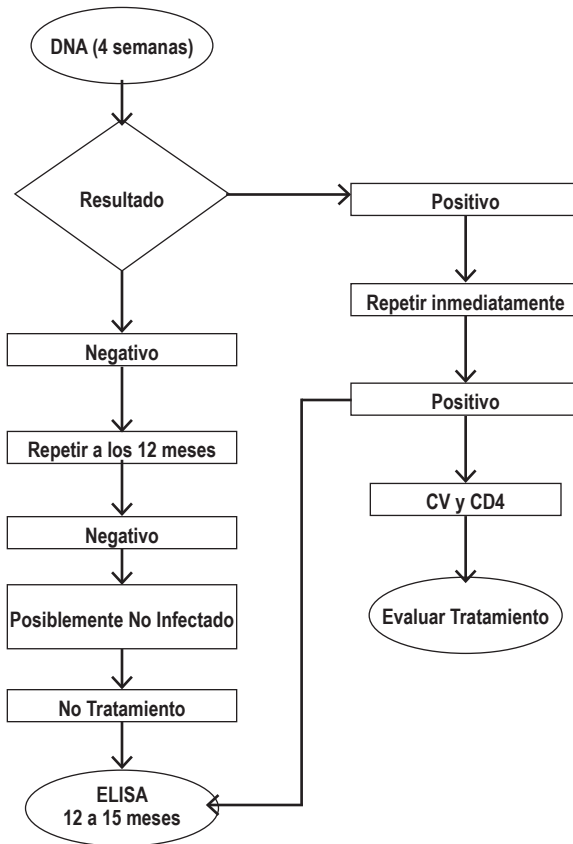 DNA (4 semanas)
Resultado
Positivo
Repetir inmediatamente
Negativo
Positivo
Repetir a los 12 meses
CV y CD4
Negativo
Posiblemente No Infectado
Evaluar Tratamiento
No Tratamiento
ELISA
12 a 15 meses